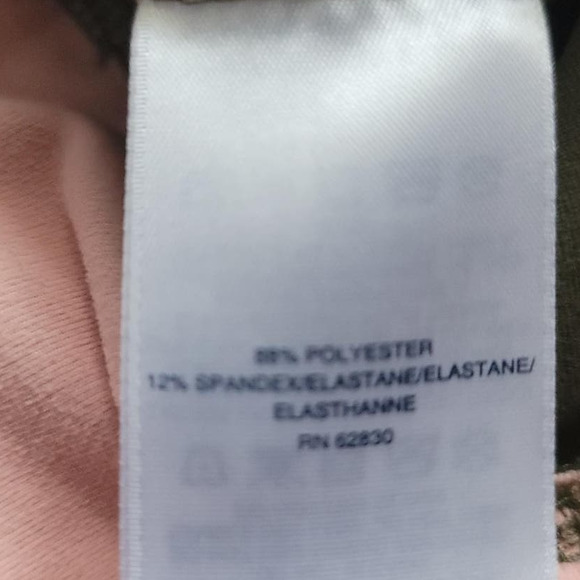 88% POLYESTER
12% SPANDEX/ELASTANE/ELASTANE/
ELASTHANNE
RN 62830